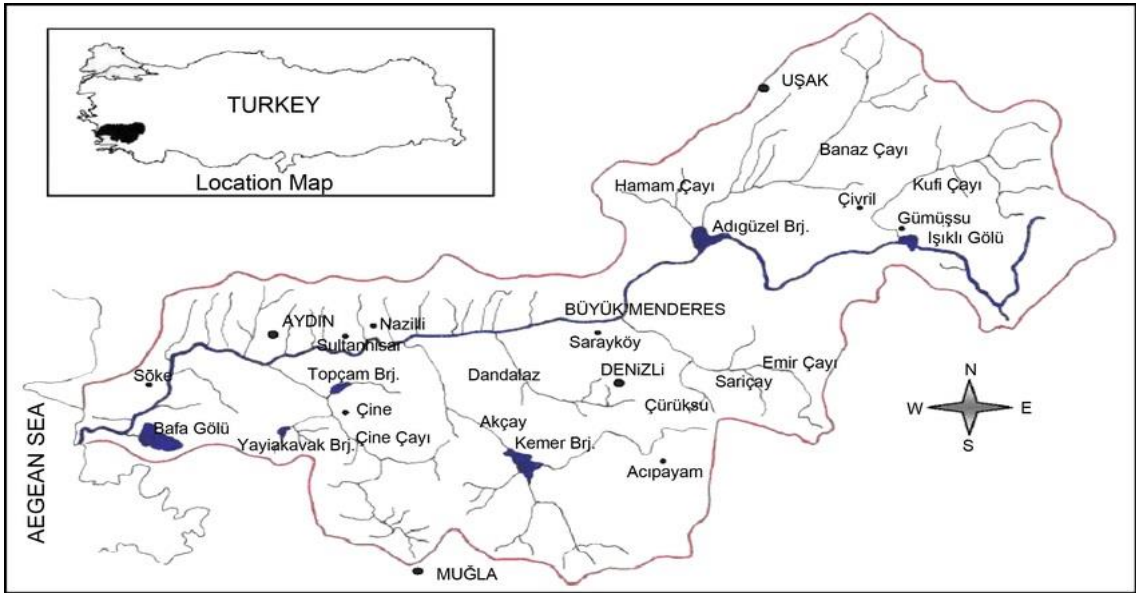 TURKEY
Location Map
UŞAK
Banaz Çayı
Hamam Çayı
Kufi Çayı
Çivril
Gümüşsu
Adıgüzel Brj.
Işıklı Gölü
BÜYÜK MENDERES
AYDIN
Nazilli
Sultanhisar
Sarayköy
Söke
Topçam Brj.
Dandalaz
DENİZLİ
Emir Çayı
Sariçay
Çürüksu
Çine
Akçay
Bafa Gölü
Yayiakavak Brj.
Çine Çayı
Kemer Brj.
Acıpayam
MUĞLA
AEGEAN SEA
N
W
E
S